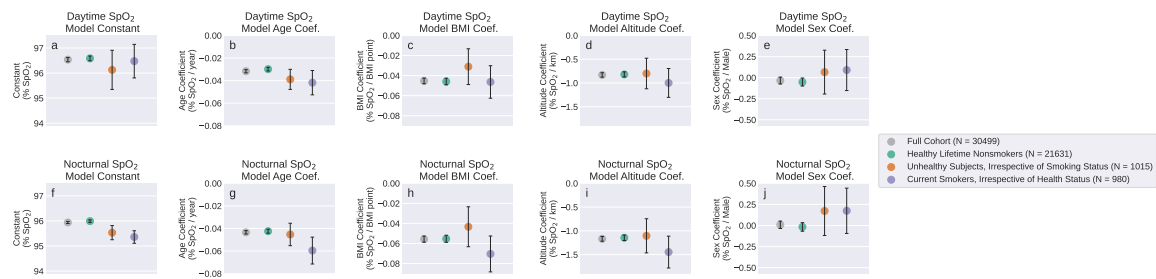 Daytime SpO2
Model Constant
a
97
96
95
94
Constant
(% SpO2)
Daytime SpO2
Model Age Coef.
b
0.00
−0.02
−0.04
−0.06
−0.08
Age Coefficient
(% SpO2 / year)
Daytime SpO2
Model BMI Coef.
c
0.00
−0.02
−0.04
−0.06
−0.08
BMI Coefficient
(% SpO2 / BMI point)
Daytime SpO2
Model Altitude Coef.
d
0.0
−0.5
−1.0
−1.5
Altitude Coefficient
(% SpO2 / km)
Daytime SpO2
Model Sex Coef.
e
0.50
0.25
0.00
−0.25
−0.50
Sex Coefficient
(% SpO2 / Male)
Full Cohort (N = 30499)
Healthy Lifetime Nonsmokers (N = 21631)
Unhealthy Subjects, Irrespective of Smoking Status (N = 1015)
Current Smokers, Irrespective of Health Status (N = 980)
Nocturnal SpO2
Model Constant
f
97
96
95
94
Constant
(% SpO2)
Nocturnal SpO2
Model Age Coef.
g
0.00
−0.02
−0.04
−0.06
−0.08
Age Coefficient
(% SpO2 / year)
Nocturnal SpO2
Model BMI Coef.
h
0.00
−0.02
−0.04
−0.06
−0.08
BMI Coefficient
(% SpO2 / BMI point)
Nocturnal SpO2
Model Altitude Coef.
i
0.0
−0.5
−1.0
−1.5
Altitude Coefficient
(% SpO2 / km)
Nocturnal SpO2
Model Sex Coef.
j
0.50
0.25
0.00
−0.25
−0.50
Sex Coefficient
(% SpO2 / Male)